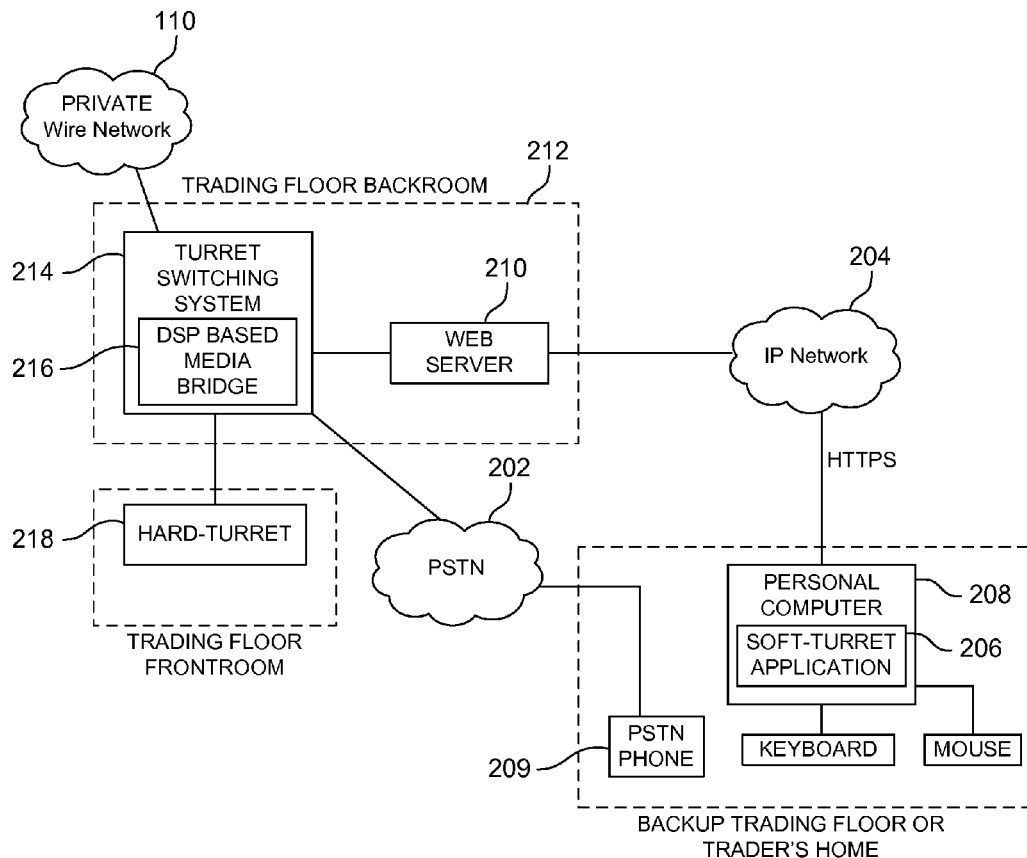 110
PRIVATE
Wire Network
TRADING FLOOR BACKROOM
212
214
TURRET
SWITCHING
SYSTEM
216
DSP BASED
MEDIA
BRIDGE
210
WEB
SERVER
204
IP Network
HTTPS
218
HARD-TURRET
TRADING FLOOR
FRONTROOM
202
PSTN
PERSONAL
COMPUTER
208
SOFT-TURRET
APPLICATION
206
209
PSTN
PHONE
KEYBOARD
MOUSE
BACKUP TRADING FLOOR OR
TRADER'S HOME